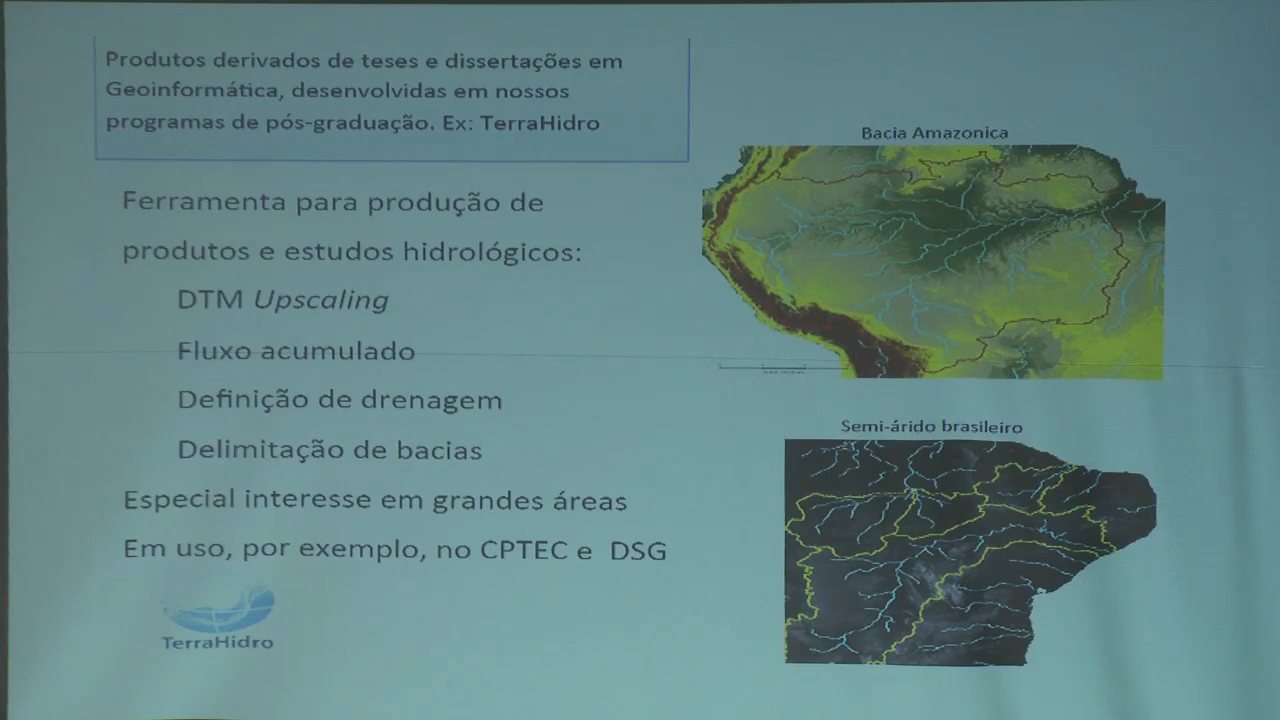 Produtos derivados de teses e dissertações em
Geoinformática, desenvolvidas em nossos
programas de pós-graduação. Ex: TerraHidro
Ferramenta para produção de
produtos e estudos hidrológicos:
DTM Upscaling
Fluxo acumulado
Definição de drenagem
Delimitação de bacias
Especial interesse em grandes áreas
Em uso, por exemplo, no CPTEC e DSG
TerraHidro
Bacia Amazonica
Semi-árido brasileiro